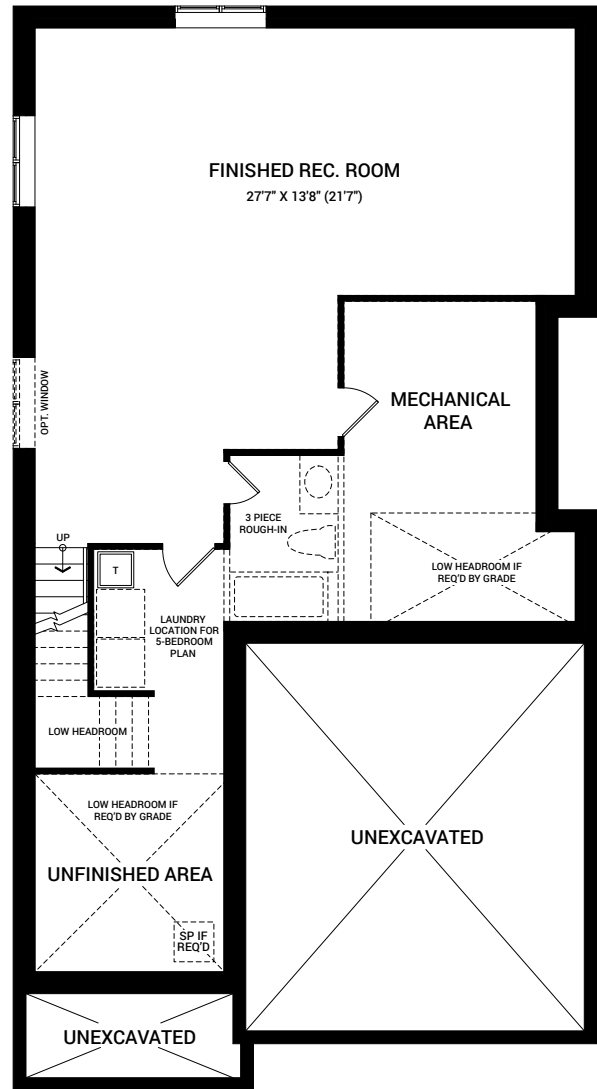 FINISHED REC. ROOM
27'7" X 13'8" (21'7")
OPT. WINDOW
MECHANICAL
AREA
3 PIECE
ROUGH-IN
UP
T
LOW HEADROOM IF
REQ'D BY GRADE
LAUNDRY
LOCATION FOR
5-BEDROOM
PLAN
LOW HEADROOM
LOW HEADROOM IF
REQ'D BY GRADE
UNEXCAVATED
UNFINISHED AREA
SP IF
REQ'D
UNEXCAVATED